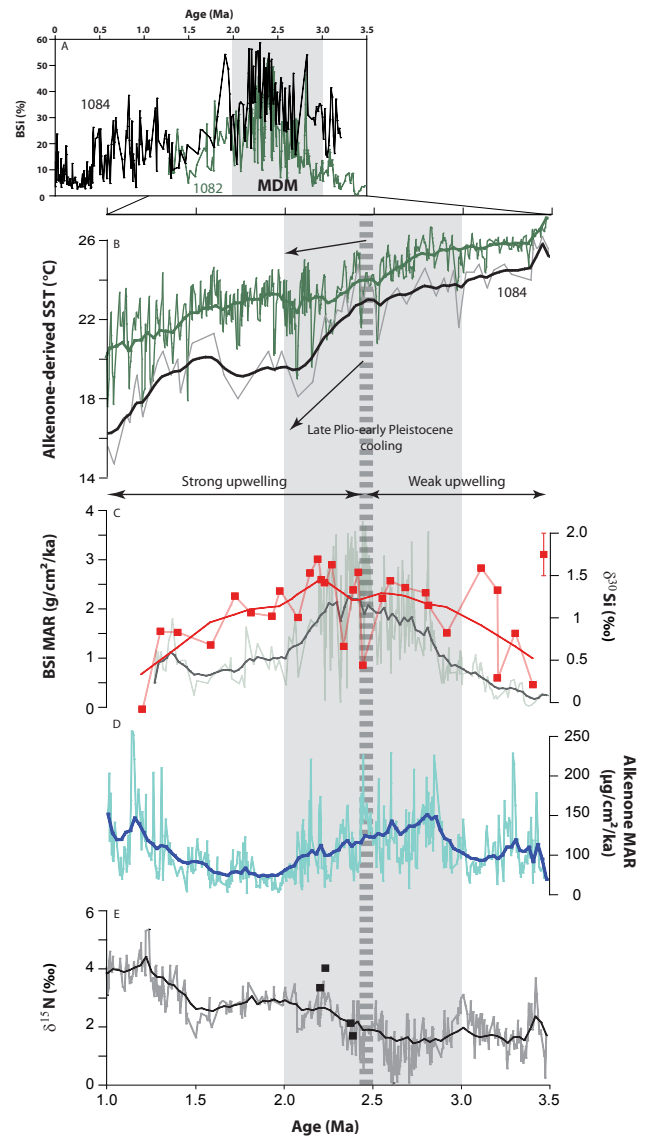 Age (Ma)
0 0.5 1.0 1.5 2.0 2.5 3.0 3.5
A
60
50
40
30
20
10
0
BSi (%)
1084
1082
MDM
B
26
22
18
14
Alkenone-derived SST (°C)
1084
Late Plio-early Pleistocene
cooling
Strong upwelling
Weak upwelling
C
4
3
2
1
0
BSi MAR (g/cm²/ka)
2.0
1.5
1
0.5
0
δ³⁰Si (‰)
D
250
200
150
100
50
0
Alkenone MAR
(µg/cm²/ka)
E
6
4
2
0
δ¹⁵N (‰)
1.0 1.5 2.0 2.5 3.0 3.5
Age (Ma)